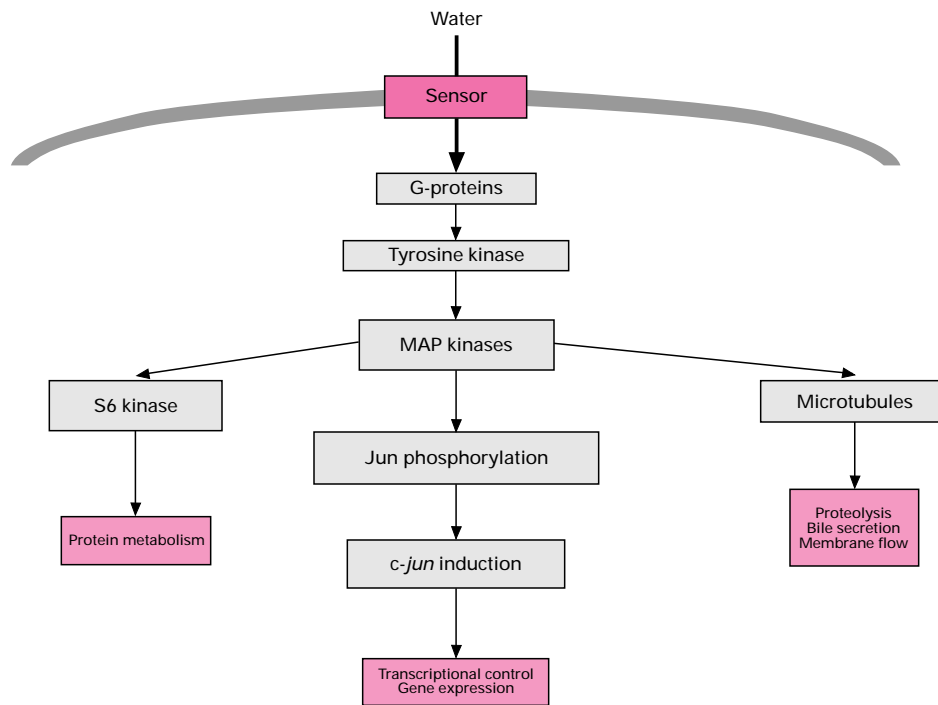 Water
Sensor
G-proteins
Tyrosine kinase
MAP kinases
S6 kinase
Microtubules
Jun phosphorylation
Protein metabolism
Proteolysis
Bile secretion
Membrane flow
c-jun induction
Transcriptional control
Gene expression